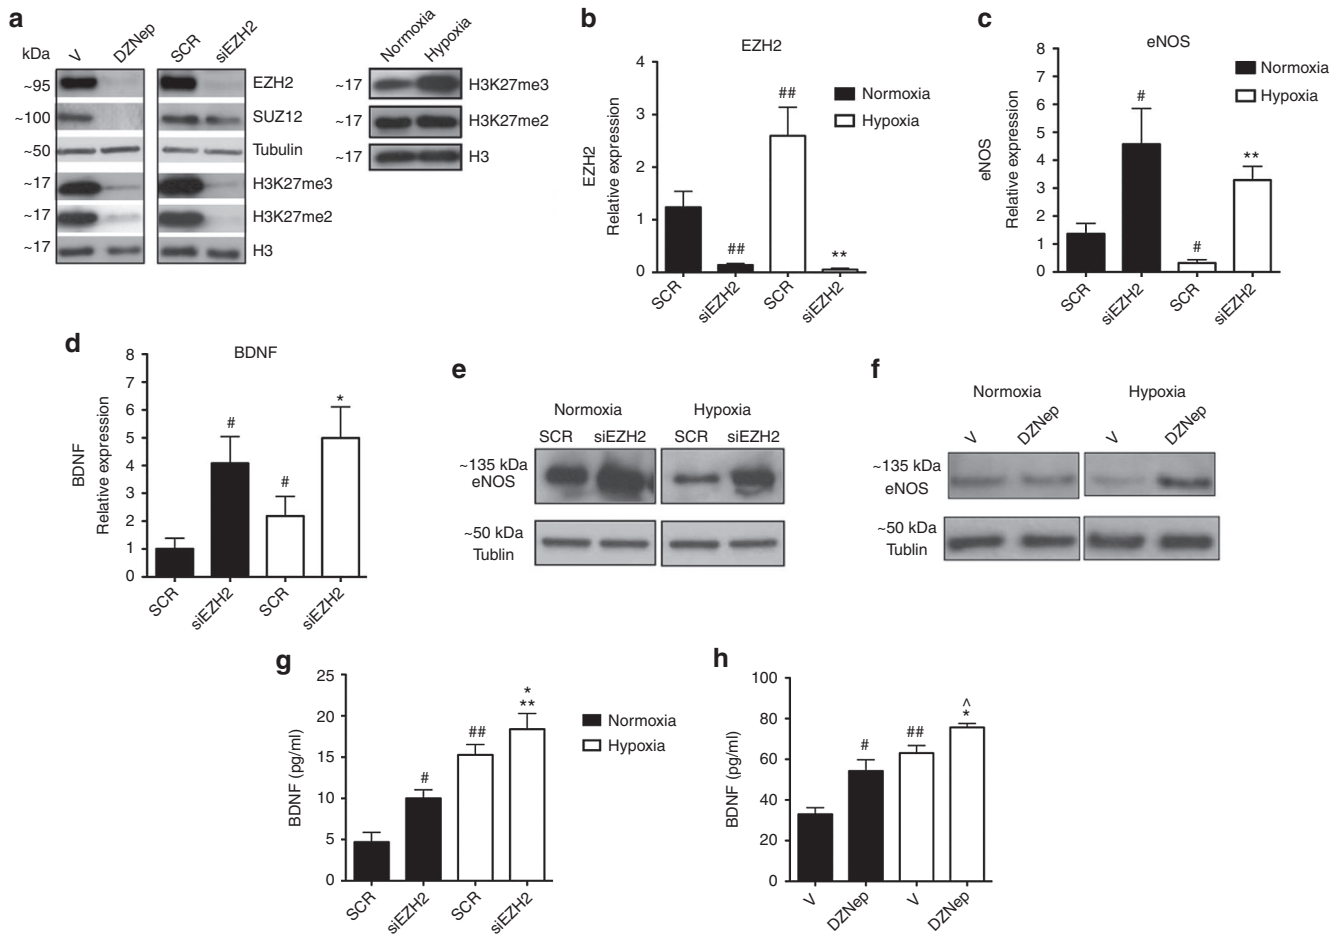 a
kDa
V
DZNep
SCR
siEZH2
~95
EZH2
~100
SUZ12
~50
Tubulin
~17
H3K27me3
~17
H3K27me2
~17
H3
Normoxia
Hypoxia
~17
H3K27me3
~17
H3K27me2
~17
H3
b
EZH2
EZH2
Relative expression
4
3
2
1
0
##
##
**
SCR
siEZH2
SCR
siEZH2
Normoxia
Hypoxia
c
eNOS
eNOS
Relative expression
8
7
6
5
4
3
2
1
0
#
#
**
SCR
siEZH2
SCR
siEZH2
Normoxia
Hypoxia
d
BDNF
BDNF
Relative expression
8
7
6
5
4
3
2
1
0
#
#
*
SCR
siEZH2
SCR
siEZH2
e
Normoxia
Hypoxia
SCR
siEZH2
SCR
siEZH2
~135 kDa
eNOS
~50 kDa
Tublin
f
Normoxia
Hypoxia
V
DZNep
V
DZNep
~135 kDa
eNOS
~50 kDa
Tublin
g
BDNF (pg/ml)
25
20
15
10
5
0
#
##
*
**
SCR
siEZH2
SCR
siEZH2
Normoxia
Hypoxia
h
BDNF (pg/ml)
100
80
60
40
20
0
#
##
^
*
V
DZNep
V
DZNep